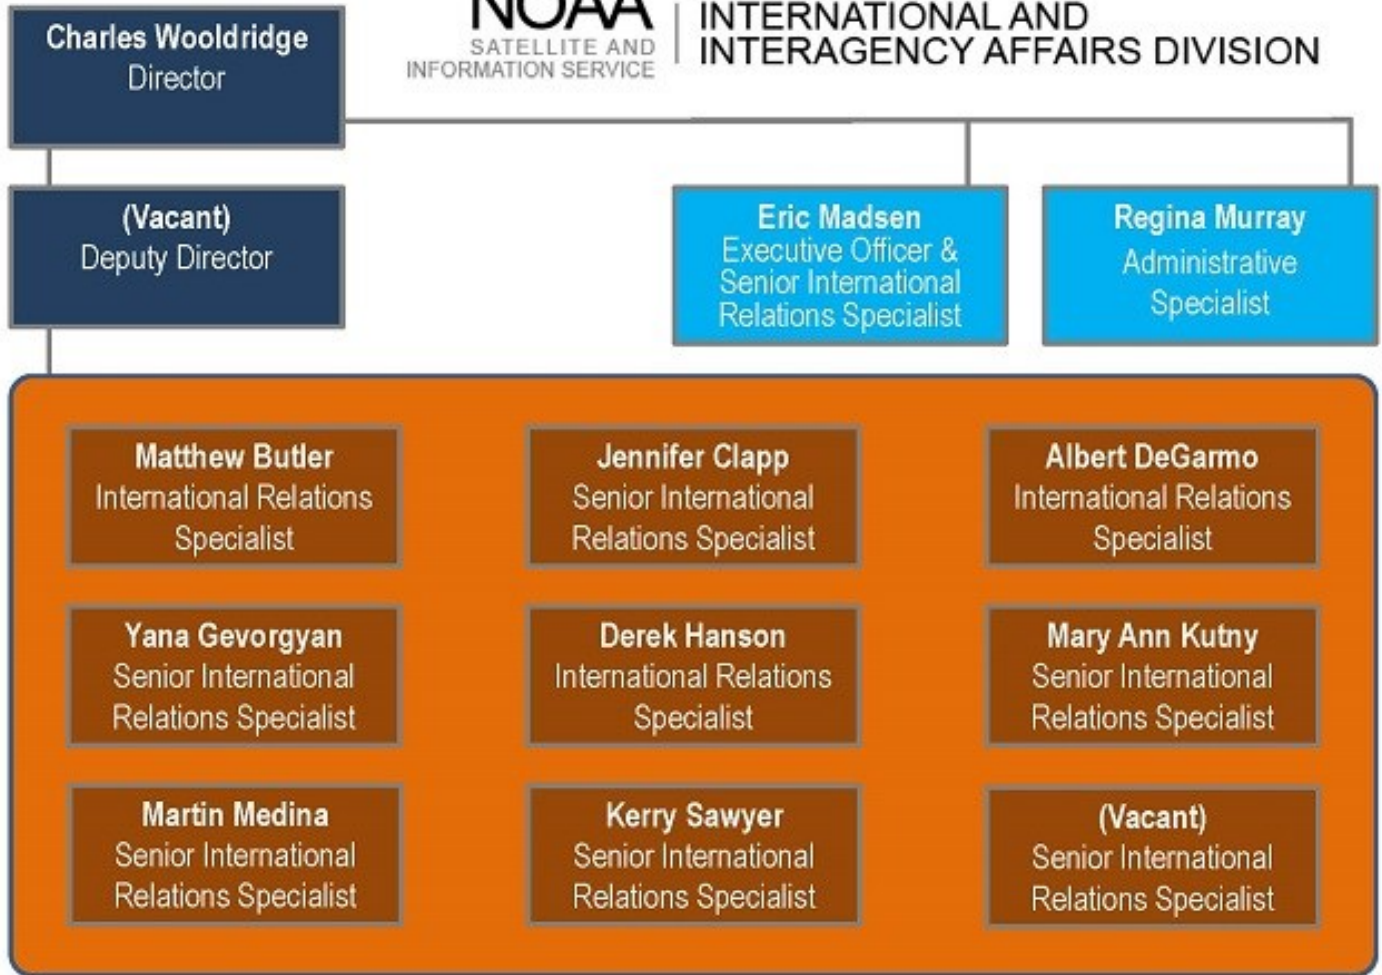 Charles Wooldridge
Director
NOAA
SATELLITE AND
INFORMATION SERVICE
INTERNATIONAL AND
INTERAGENCY AFFAIRS DIVISION
(Vacant)
Deputy Director
Eric Madsen
Executive Officer &
Senior International
Relations Specialist
Regina Murray
Administrative
Specialist
Matthew Butler
International Relations
Specialist
Jennifer Clapp
Senior International
Relations Specialist
Albert DeGarmo
International Relations
Specialist
Yana Gevorgyan
Senior International
Relations Specialist
Derek Hanson
International Relations
Specialist
Mary Ann Kutny
Senior International
Relations Specialist
Martin Medina
Senior International
Relations Specialist
Kerry Sawyer
Senior International
Relations Specialist
(Vacant)
Senior International
Relations Specialist